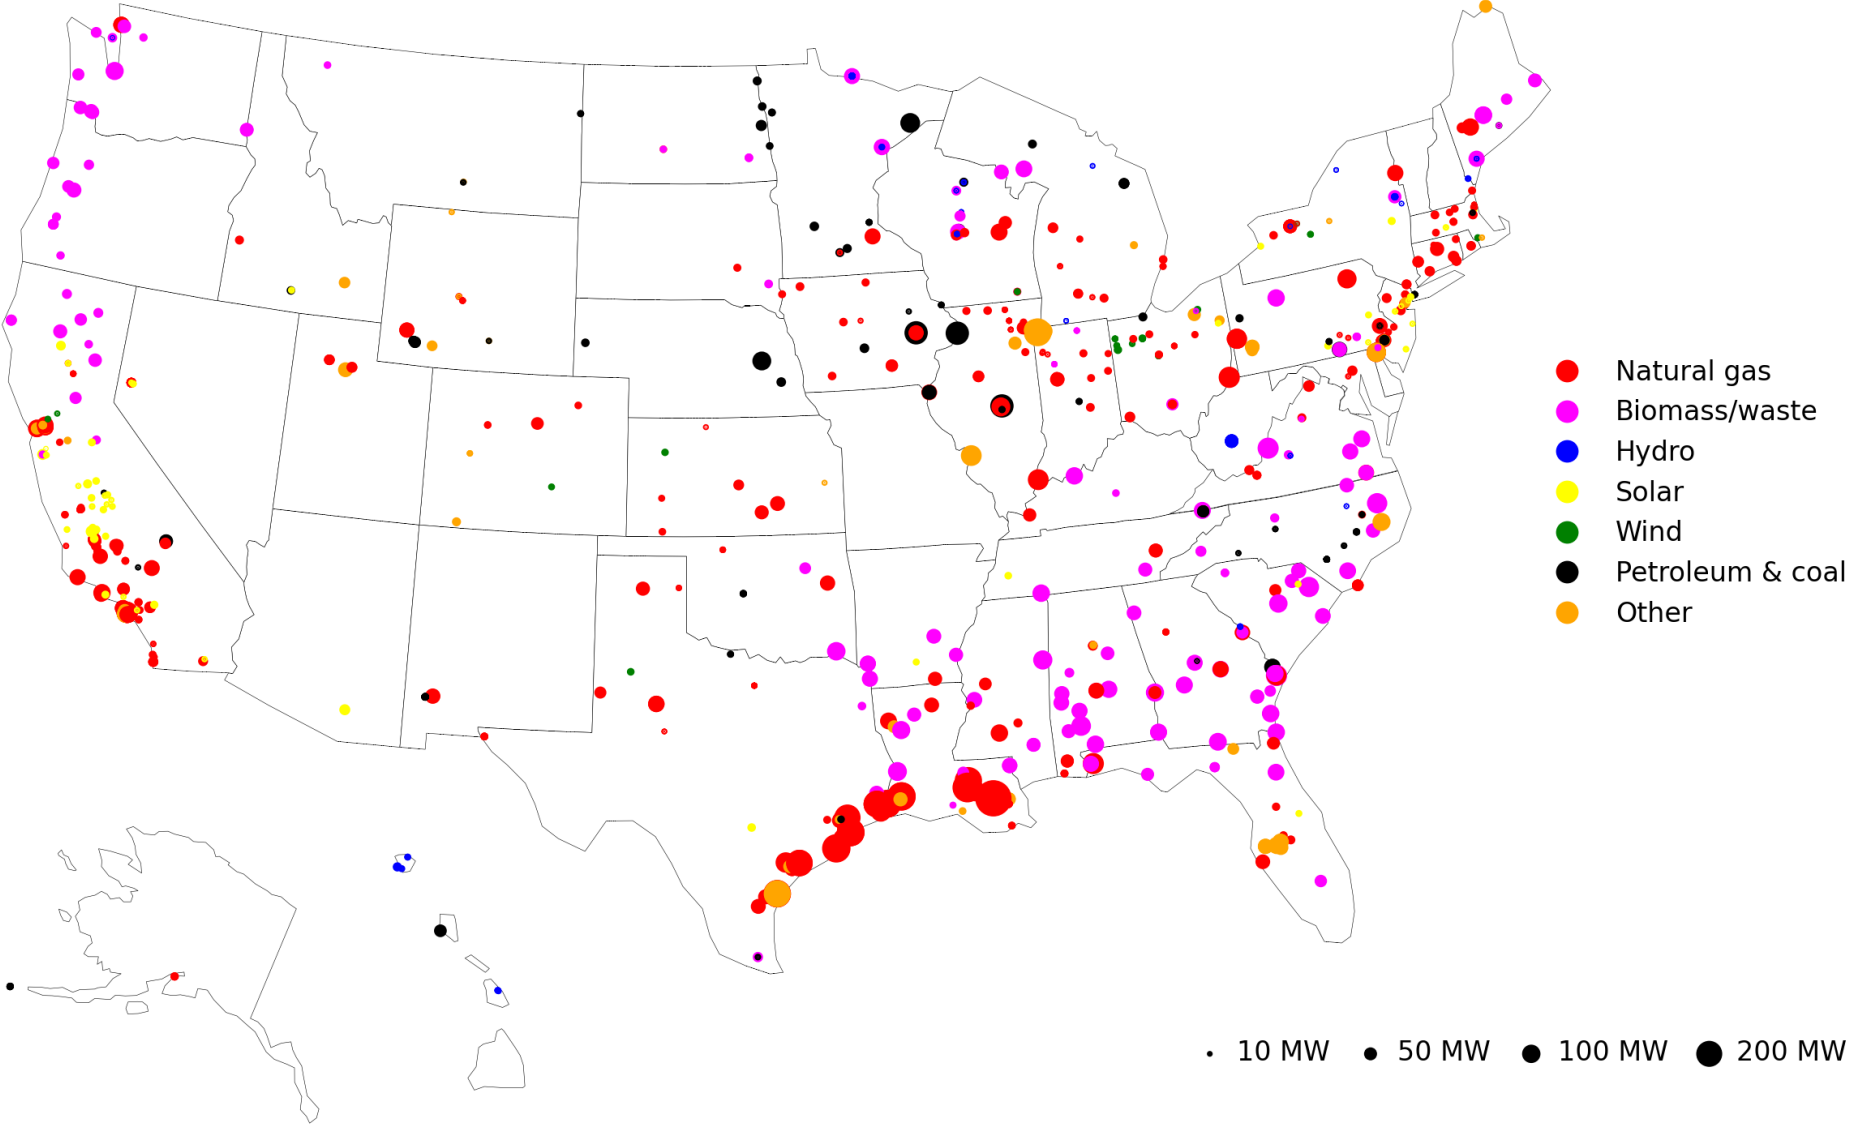 Natural gas
Biomass/waste
Hydro
Solar
Wind
Petroleum & coal
Other
10 MW 50 MW 100 MW 200 MW